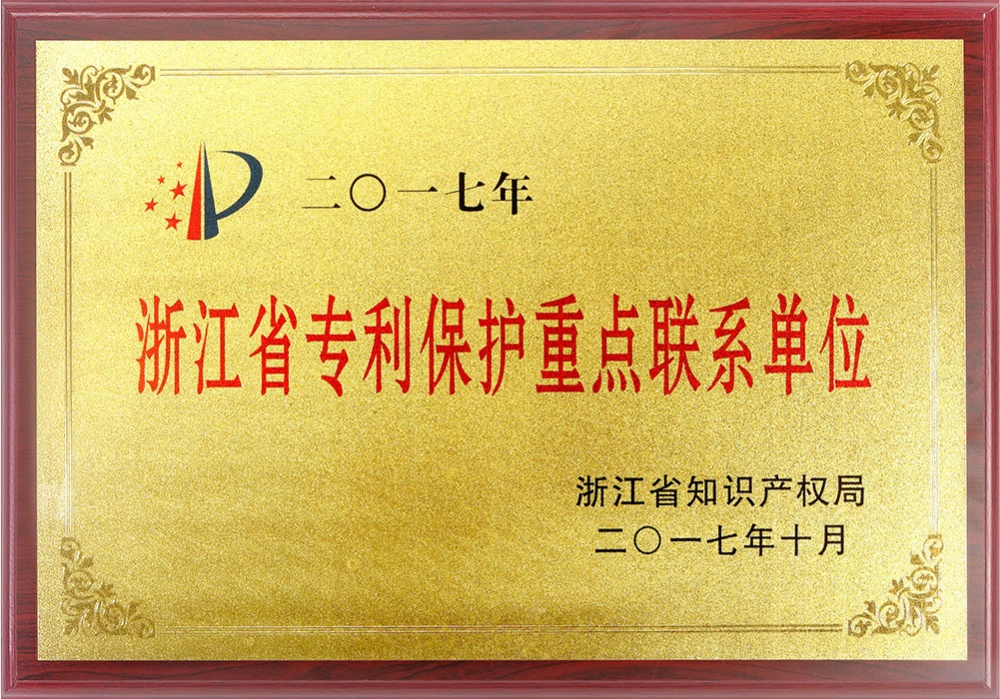 二〇一七年
浙江省专利保护重点联系单位
浙江省知识产权局
二〇一七年十月